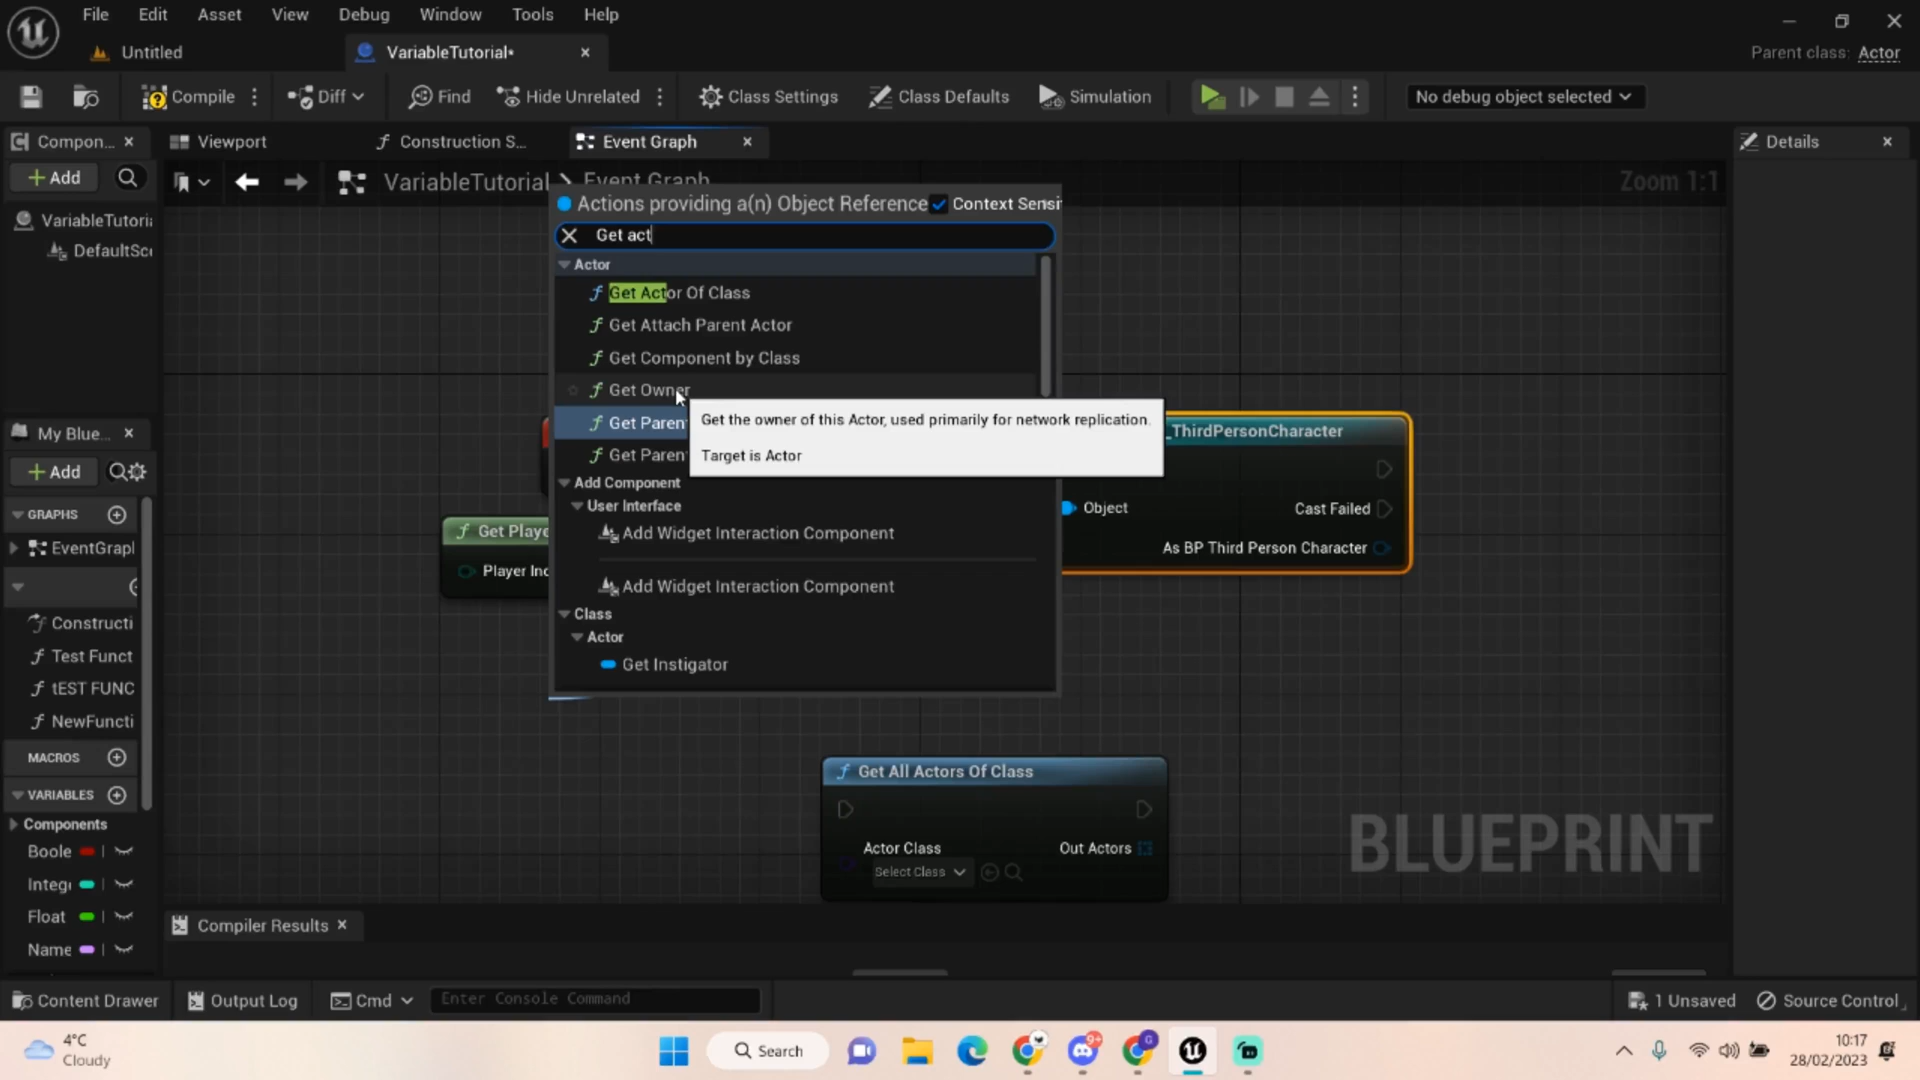 File Edit Asset View Debug Window Tools Help
Untitled VariableTutorial* Parent class: Actor
Compile Diff Find Hide Unrelated Class Settings Class Defaults Simulation No debug object selected
Compon... Viewport Construction S... Event Graph Details
+ Add VariableTutorial > Event Graph Zoom 1:1
VariableTutoria
DefaultSce
Actions providing a(n) Object Reference Context Sensit
Get act
Actor
Get Actor Of Class
Get Attach Parent Actor
Get Component by Class
Get Owner
Get Paren
Get Paren
Get the owner of this Actor, used primarily for network replication.
Target is Actor
Add Component
User Interface
Add Widget Interaction Component
Add Widget Interaction Component
Class
Actor
Get Instigator
_ThirdPersonCharacter
Object Cast Failed
As BP Third Person Character
Get Playe
Player Ind
Get All Actors Of Class
Actor Class Out Actors
Select Class
BLUEPRINT
My Blue...
+ Add
GRAPHS
EventGrapl
Constructi
Test Funct
tEST FUNC
NewFuncti
MACROS
VARIABLES
Components
Boole
Integ
Float
Name
Compiler Results
Content Drawer Output Log Cmd Enter Console Command 1 Unsaved Source Control
4°C
Cloudy
Search
9+
G
10:17
28/02/2023